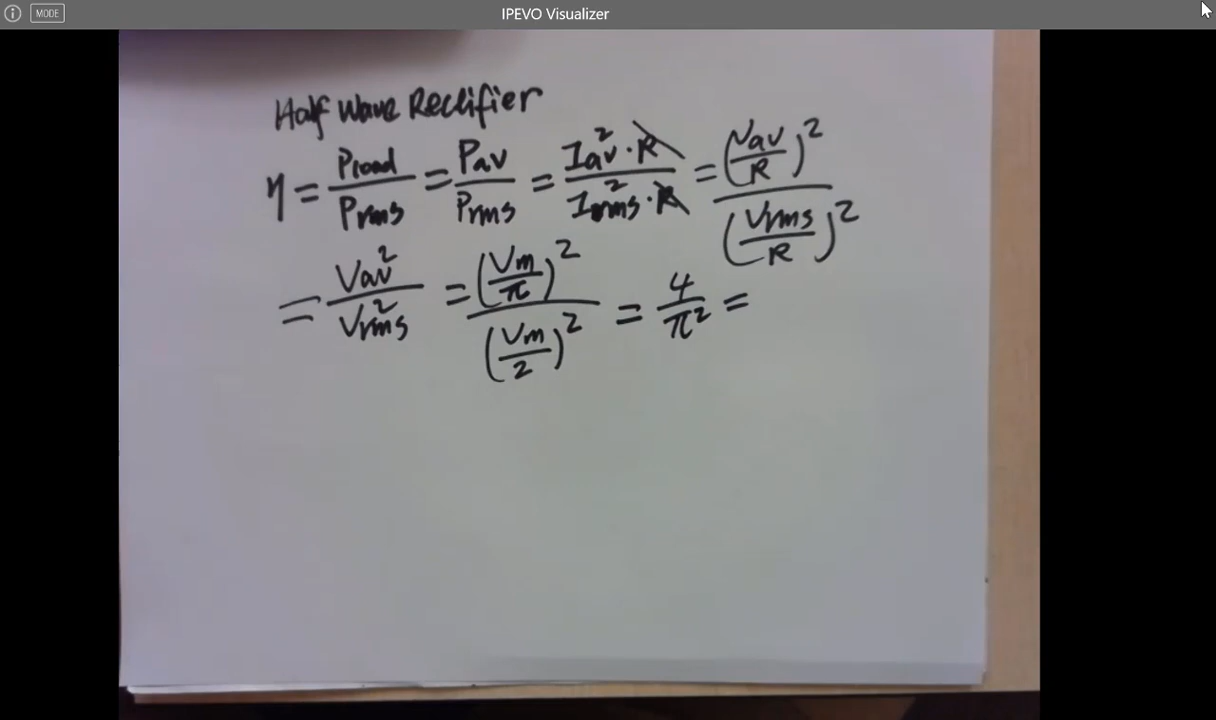 MODE
IPEVO Visualizer
Half Wave Rectifier
η = Pload/Prms = Pav/Prms = Iav²·R/Irms²·R = (Vav/R)²/(Vrms/R)²
= Vav²/Vrms² = (Vm/π)²/(Vm/2)² = 4/π² =